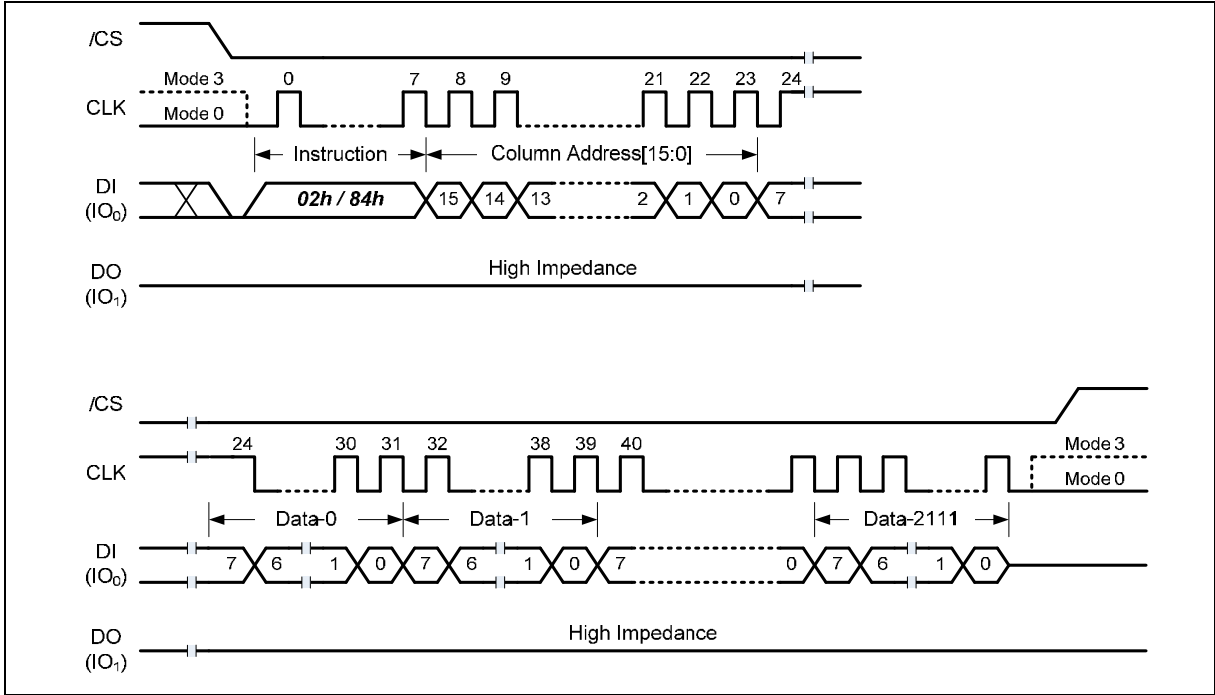 /CS
Mode 3 0 7 8 9 21 22 23 24
CLK
Mode 0
Instruction Column Address[15:0]
DI
(IO₀)
02h / 84h 15 14 13 2 1 0 7
High Impedance
DO
(IO₁)
/CS
24 30 31 32 38 39 40 Mode 3
CLK
Mode 0
Data-0 Data-1 Data-2111
DI
(IO₀)
7 6 1 0 7 6 1 0 7 0 7 6 1 0
High Impedance
DO
(IO₁)